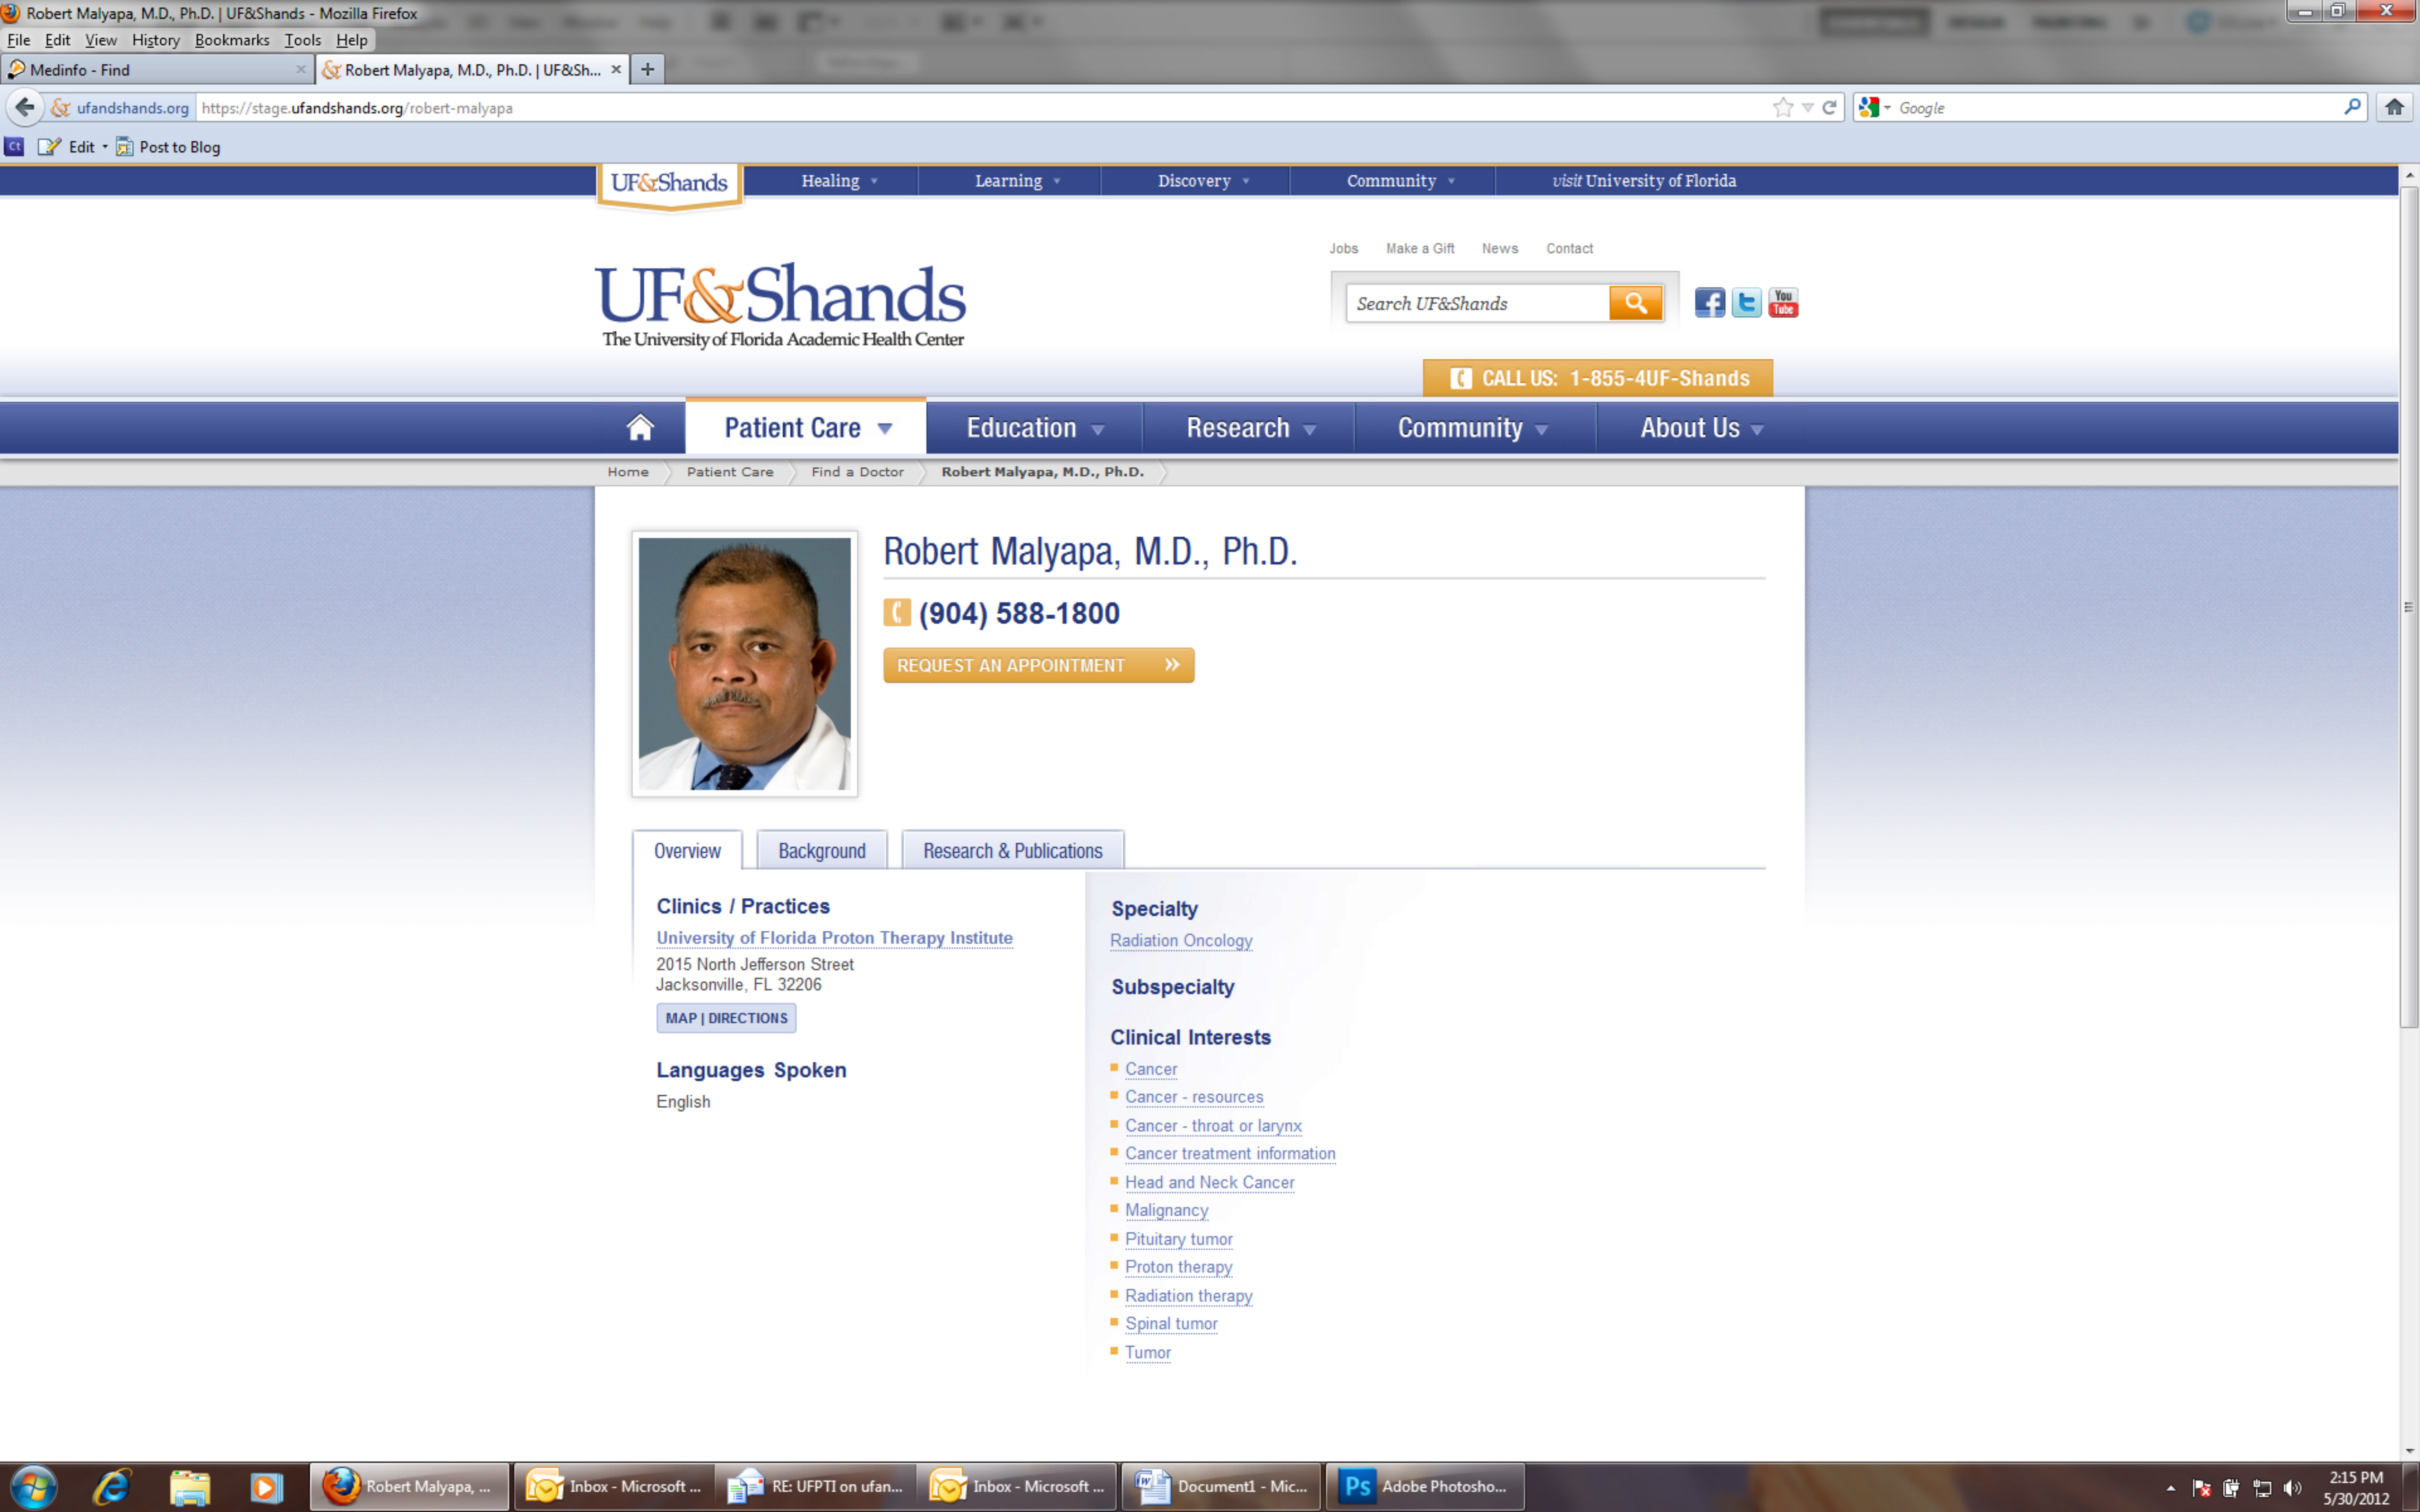 Robert Malyapa, M.D., Ph.D. | UF&Shands - Mozilla Firefox
File Edit View History Bookmarks Tools Help
Medinfo - Find
Robert Malyapa, M.D., Ph.D. | UF&Sh...
ufandshands.org https://stage.ufandshands.org/robert-malyapa
Google
Ct Edit Post to Blog
UF&Shands Healing Learning Discovery Community visit University of Florida
Jobs Make a Gift News Contact
UF&Shands
The University of Florida Academic Health Center
Search UF&Shands
You Tube
CALL US: 1-855-4UF-Shands
Patient Care Education Research Community About Us
Home Patient Care Find a Doctor Robert Malyapa, M.D., Ph.D.
Robert Malyapa, M.D., Ph.D.
(904) 588-1800
REQUEST AN APPOINTMENT »
Overview Background Research & Publications
Clinics / Practices
University of Florida Proton Therapy Institute
2015 North Jefferson Street
Jacksonville, FL 32206
MAP | DIRECTIONS
Languages Spoken
English
Specialty
Radiation Oncology
Subspecialty
Clinical Interests
Cancer
Cancer - resources
Cancer - throat or larynx
Cancer treatment information
Head and Neck Cancer
Malignancy
Pituitary tumor
Proton therapy
Radiation therapy
Spinal tumor
Tumor
Robert Malyapa, ... Inbox - Microsoft ... RE: UFPTI on ufan... Inbox - Microsoft ... Document1 - Mic... Ps Adobe Photosho...
2:15 PM
5/30/2012